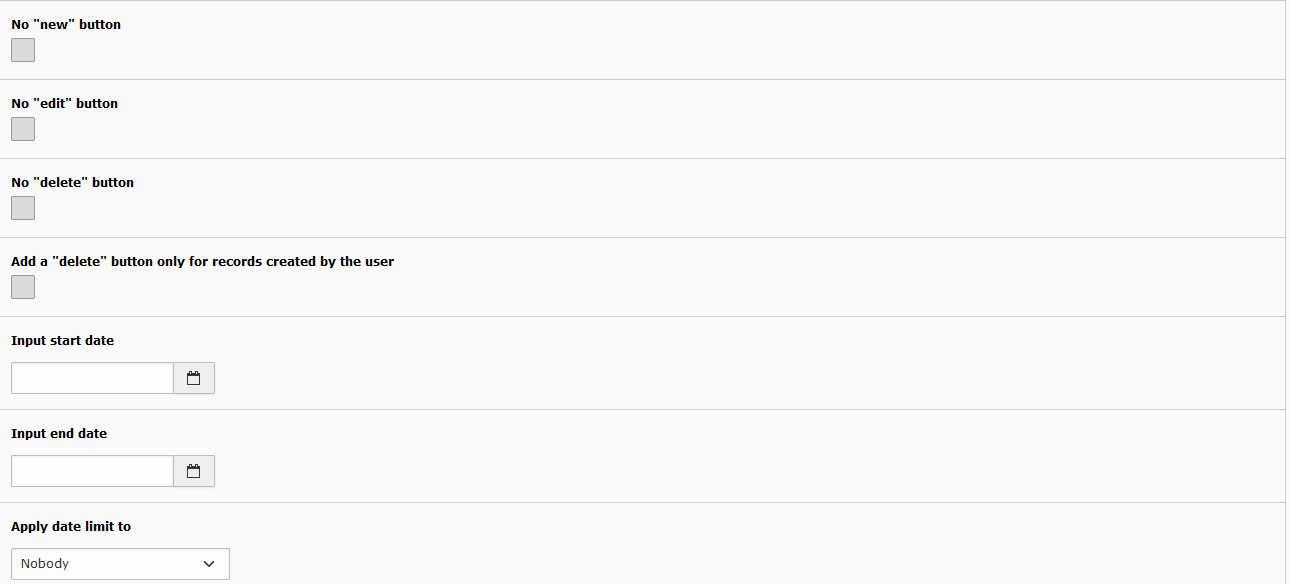 No "new" button
No "edit" button
No "delete" button
Add a "delete" button only for records created by the user
Input start date
Input end date
Apply date limit to
Nobody